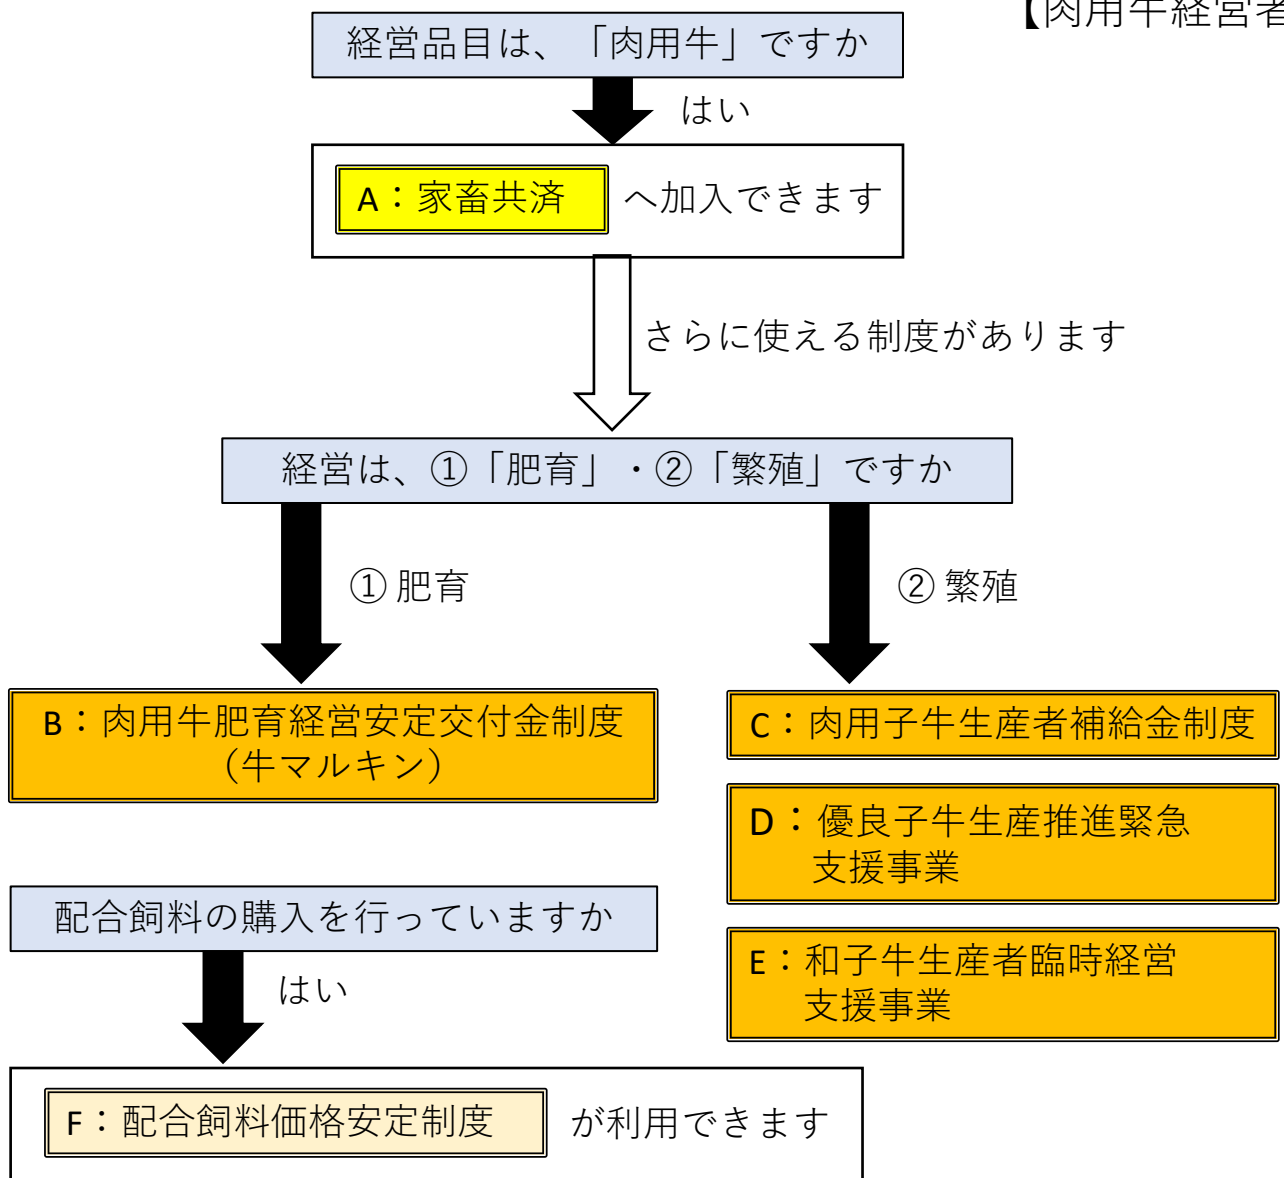 【肉用牛経営者
経営品目は、「肉用牛」ですか
はい
A：家畜共済 へ加入できます
さらに使える制度があります
経営は、①「肥育」・②「繁殖」ですか
① 肥育
② 繁殖
B：肉用牛肥育経営安定交付金制度
（牛マルキン）
C：肉用子牛生産者補給金制度
D：優良子牛生産推進緊急
支援事業
E：和子牛生産者臨時経営
支援事業
配合飼料の購入を行っていますか
はい
F：配合飼料価格安定制度 が利用できます